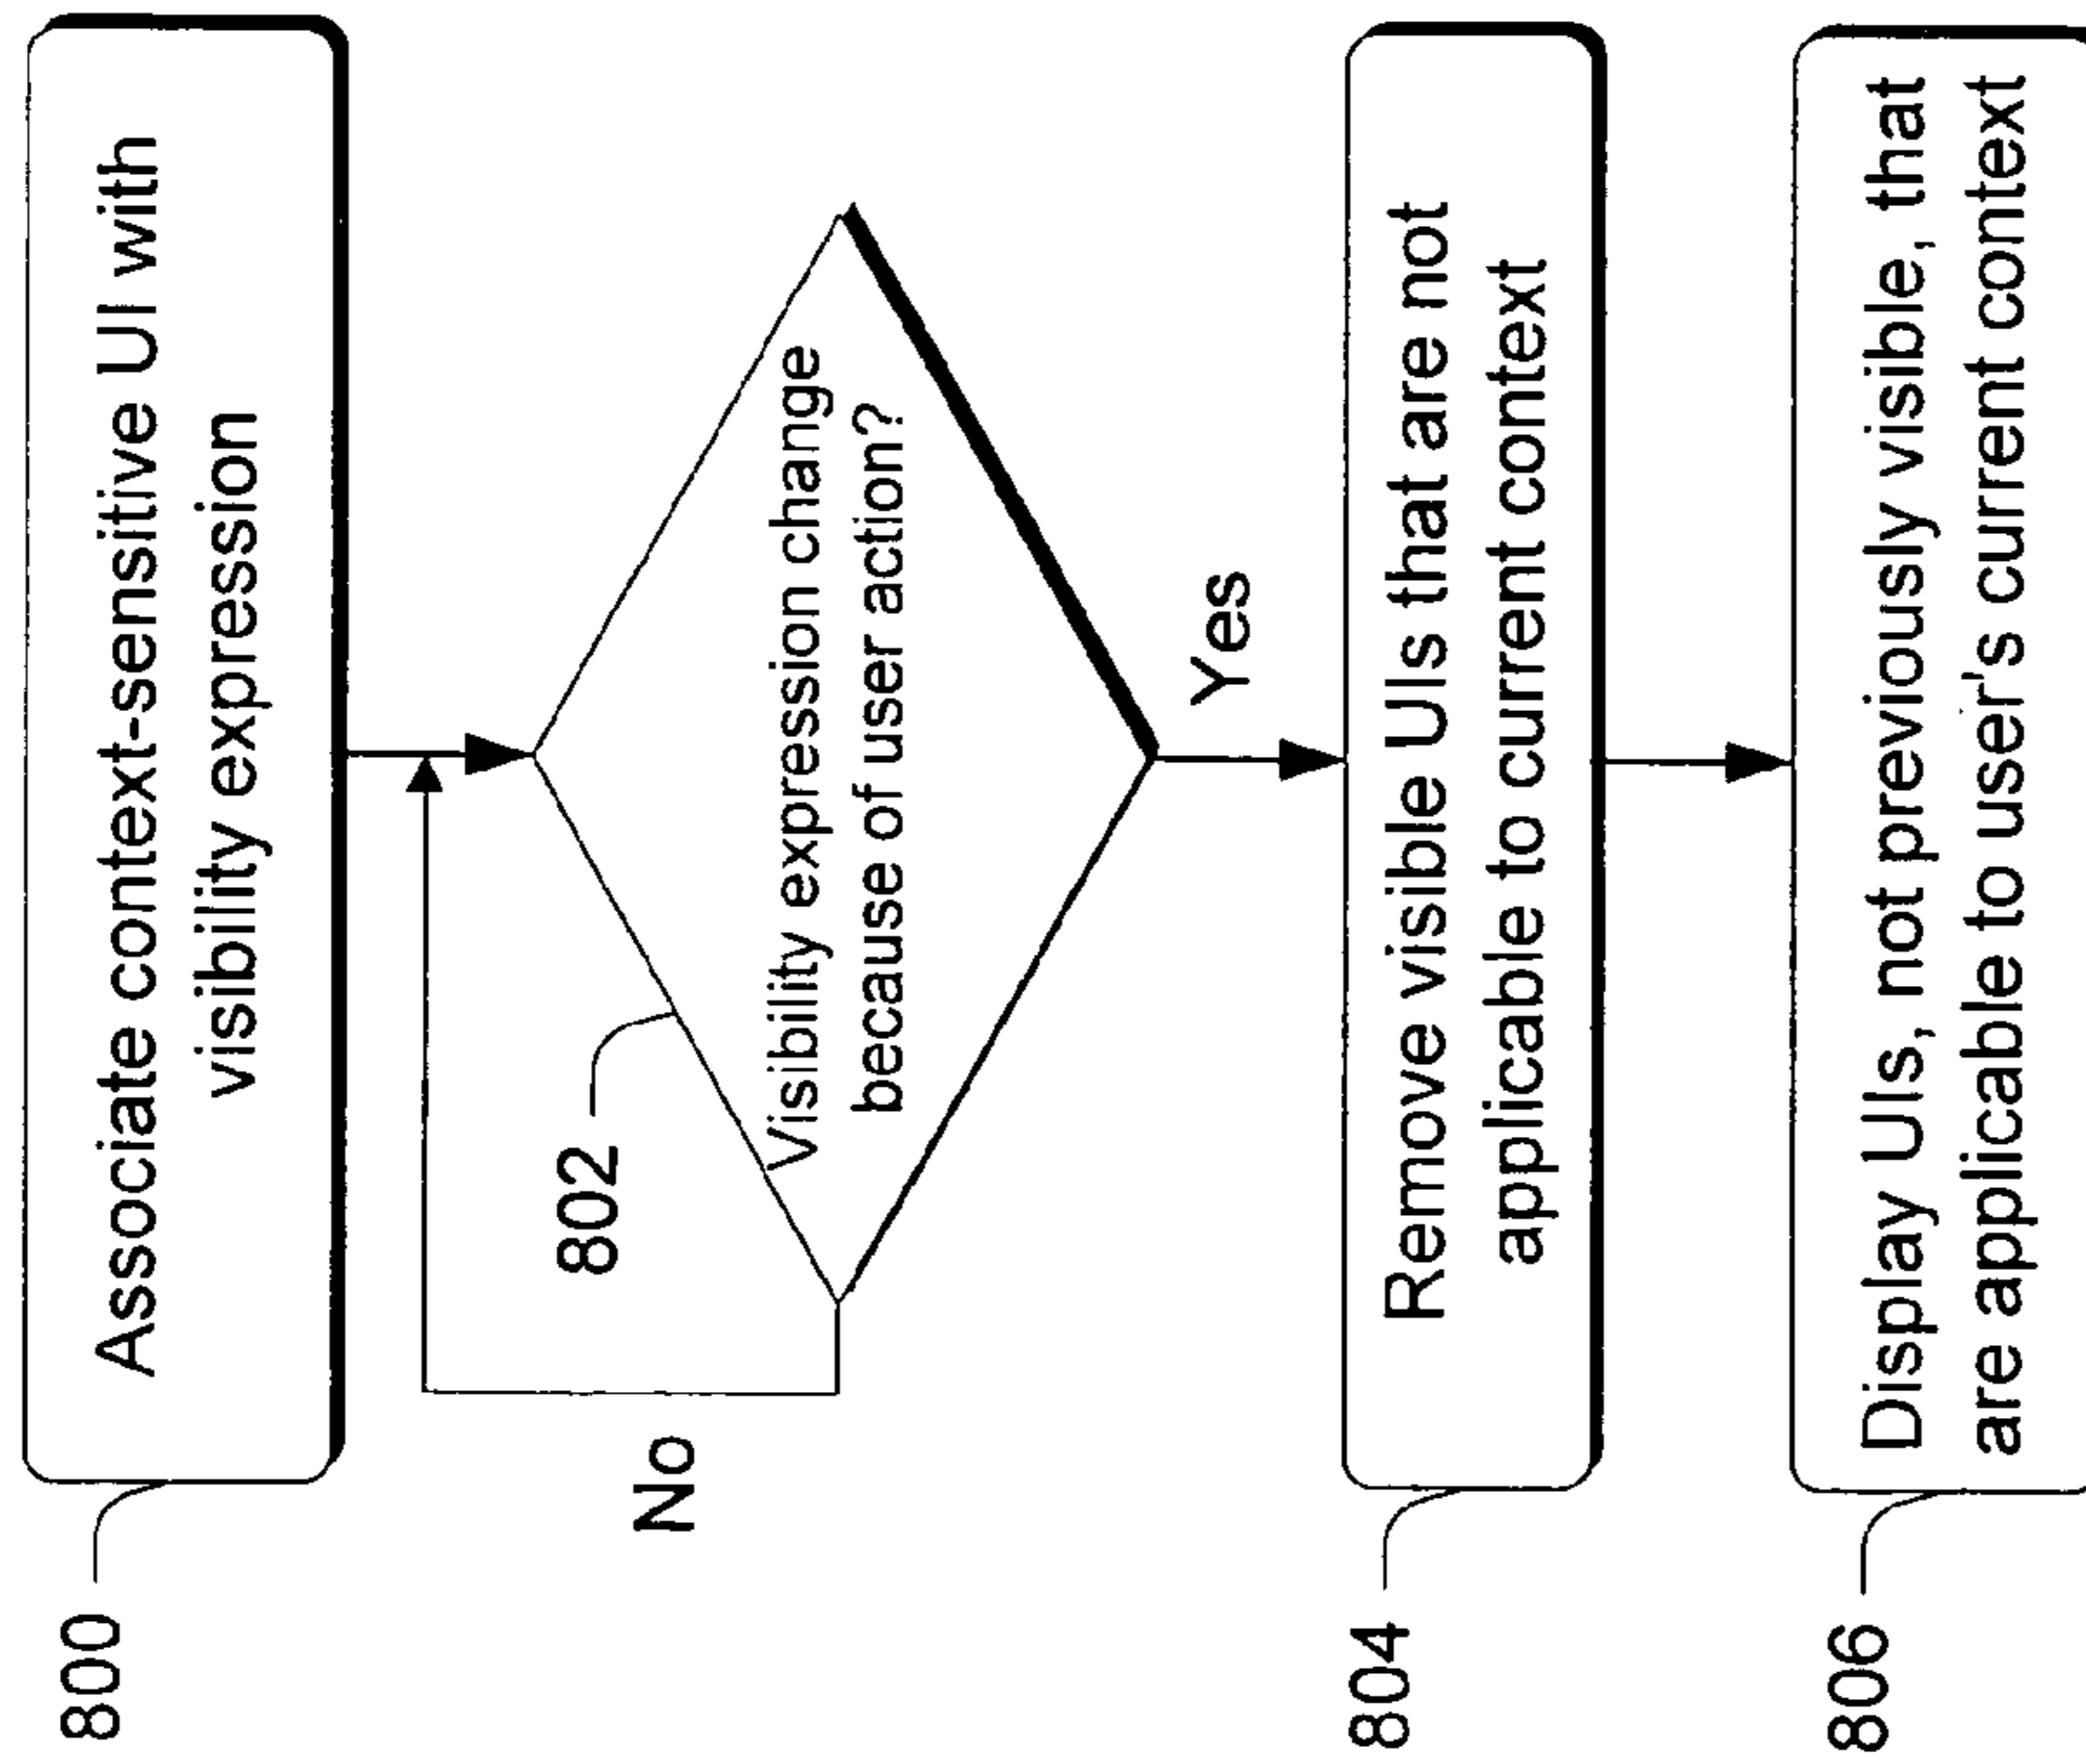 800
Associate context-sensitive UI with
visibility expression
802
Visibility expression change
because of user action?
No
Yes
804
Remove visible UIs that are not
applicable to current context
806
Display UIs, not previously visible, that
are applicable to user's current context